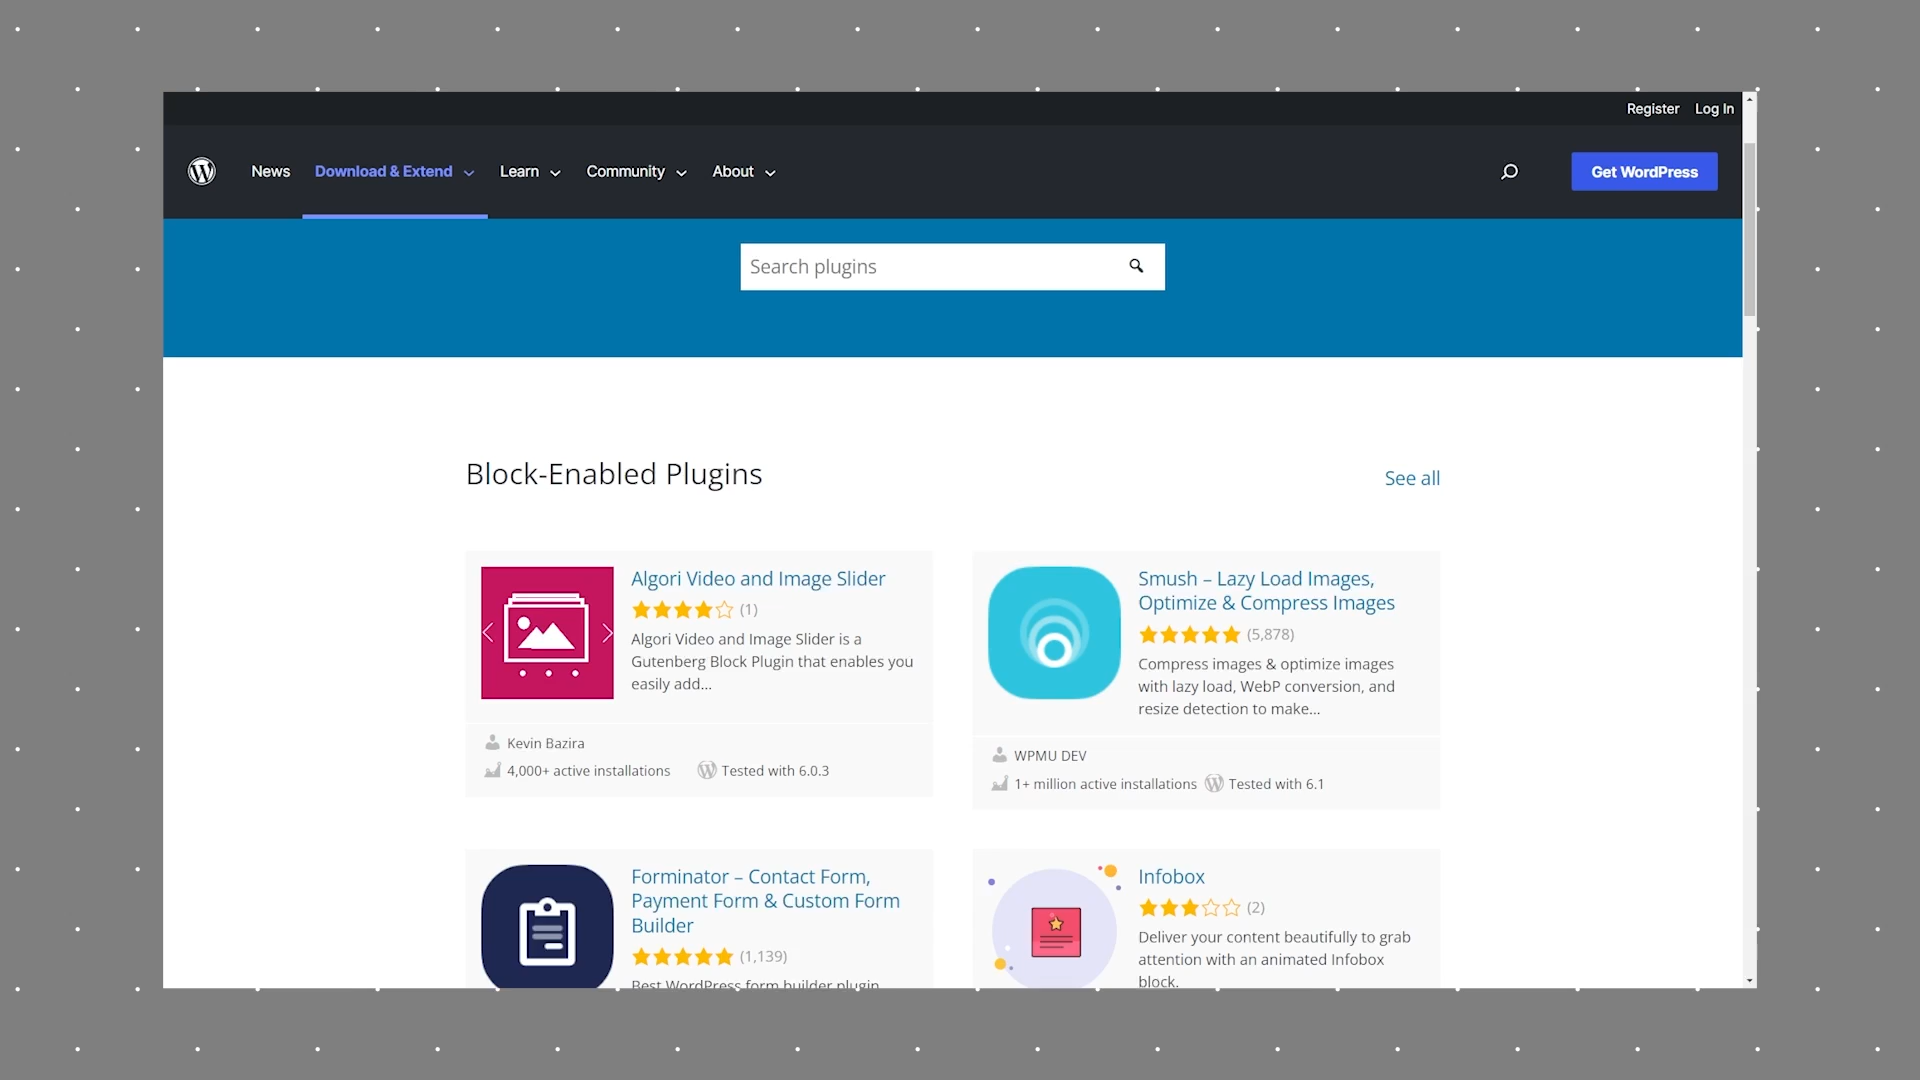 Register Log In
News Download & Extend Learn Community About Get WordPress
Search plugins
Block-Enabled Plugins See all
Algori Video and Image Slider
(1)
Algori Video and Image Slider is a
Gutenberg Block Plugin that enables you
easily add...
Kevin Bazira
4,000+ active installations Tested with 6.0.3
Smush – Lazy Load Images,
Optimize & Compress Images
(5,878)
Compress images & optimize images
with lazy load, WebP conversion, and
resize detection to make...
WPMU DEV
1+ million active installations Tested with 6.1
Forminator – Contact Form,
Payment Form & Custom Form
Builder
(1,139)
Best WordPress form builder plugin.
Infobox
(2)
Deliver your content beautifully to grab
attention with an animated Infobox
block.